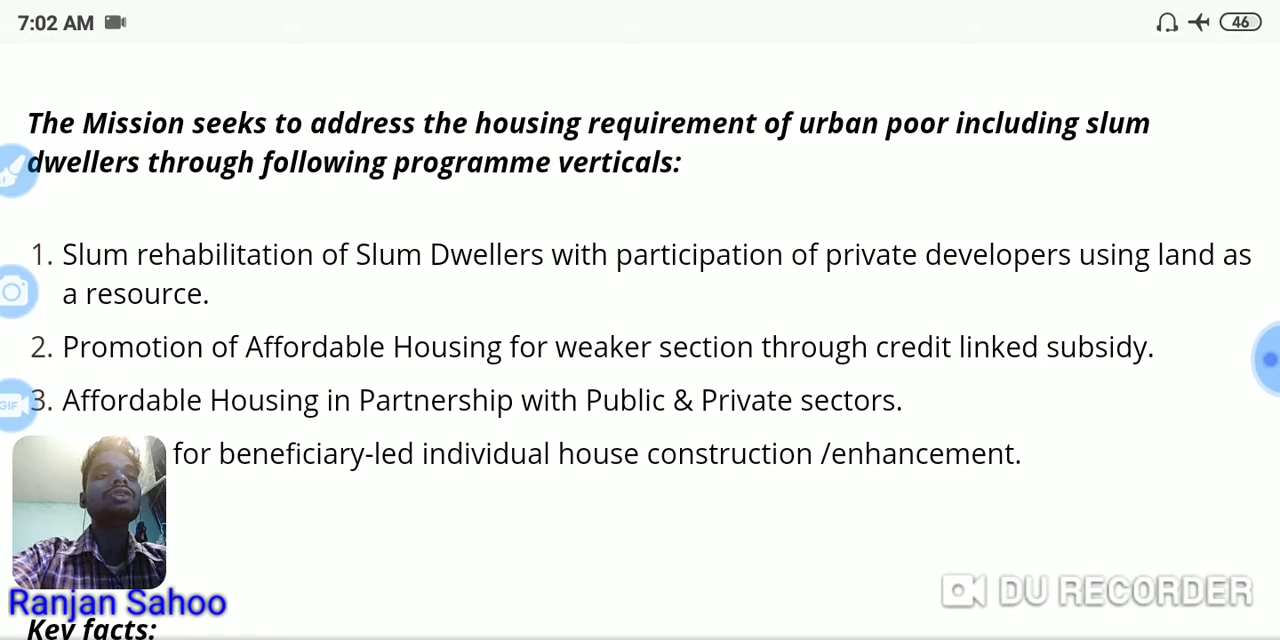 7:02 AM
46
The Mission seeks to address the housing requirement of urban poor including slum
dwellers through following programme verticals:
1. Slum rehabilitation of Slum Dwellers with participation of private developers using land as
a resource.
2. Promotion of Affordable Housing for weaker section through credit linked subsidy.
GIF
3. Affordable Housing in Partnership with Public & Private sectors.
for beneficiary-led individual house construction /enhancement.
DU RECORDER
Ranjan Sahoo
Key facts: